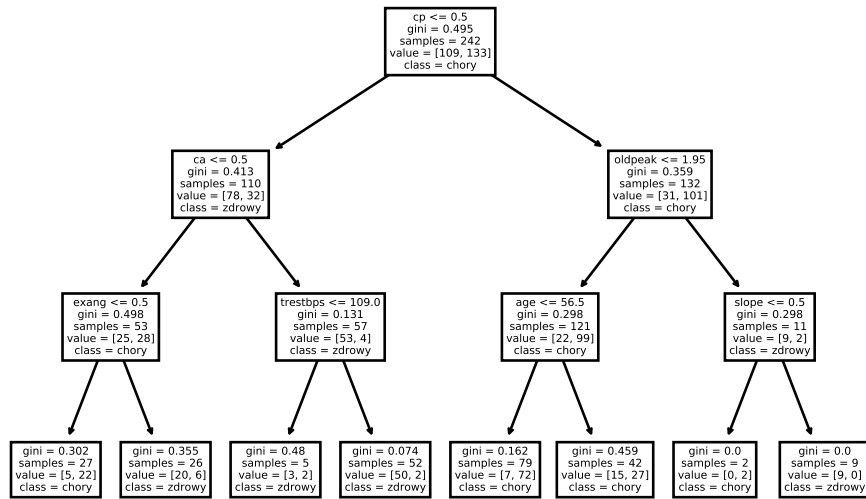 cp <= 0.5
gini = 0.495
samples = 242
value = [109, 133]
class = chory
ca <= 0.5
gini = 0.413
samples = 110
value = [78, 32]
class = zdrowy
oldpeak <= 1.95
gini = 0.359
samples = 132
value = [31, 101]
class = chory
exang <= 0.5
gini = 0.498
samples = 53
value = [25, 28]
class = chory
trestbps <= 109.0
gini = 0.131
samples = 57
value = [53, 4]
class = zdrowy
age <= 56.5
gini = 0.298
samples = 121
value = [22, 99]
class = chory
slope <= 0.5
gini = 0.298
samples = 11
value = [9, 2]
class = zdrowy
gini = 0.302
samples = 27
value = [5, 22]
class = chory
gini = 0.355
samples = 26
value = [20, 6]
class = zdrowy
gini = 0.48
samples = 5
value = [3, 2]
class = zdrowy
gini = 0.074
samples = 52
value = [50, 2]
class = zdrowy
gini = 0.162
samples = 79
value = [7, 72]
class = chory
gini = 0.459
samples = 42
value = [15, 27]
class = chory
gini = 0.0
samples = 2
value = [0, 2]
class = chory
gini = 0.0
samples = 9
value = [9, 0]
class = zdrowy